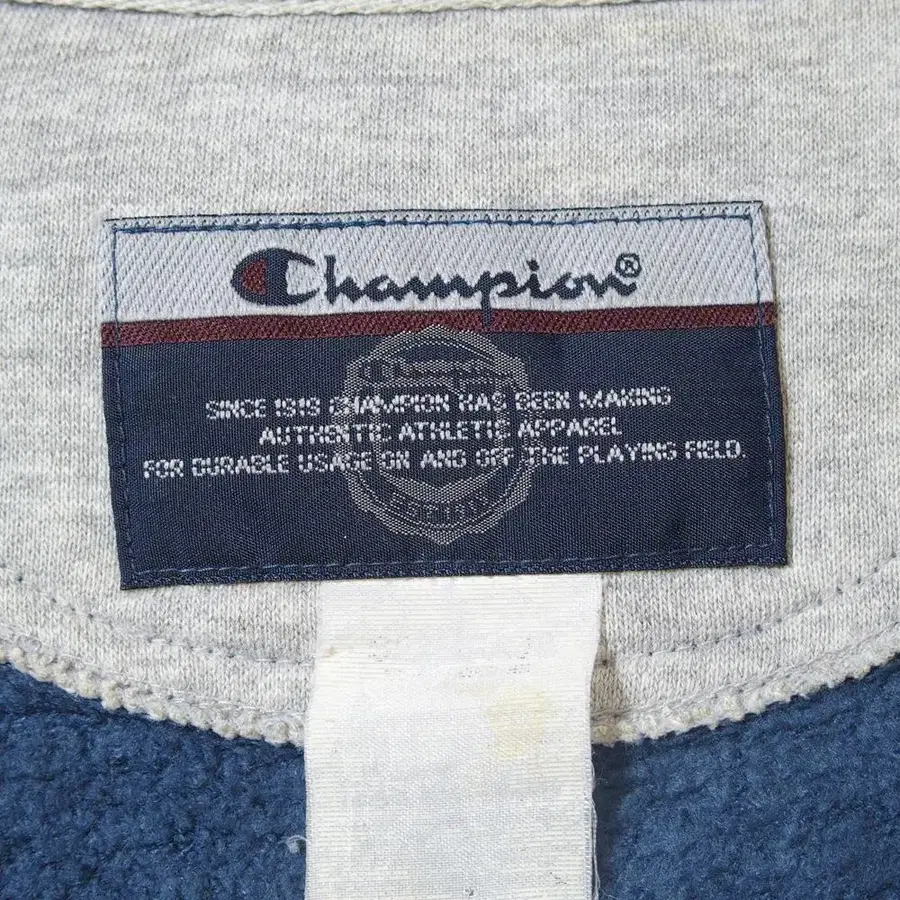 Champion®
SINCE 1919 CHAMPION HAS BEEN MAKING
AUTHENTIC ATHLETIC APPAREL
FOR DURABLE USAGE ON AND OFF THE PLAYING FIELD.
Champion